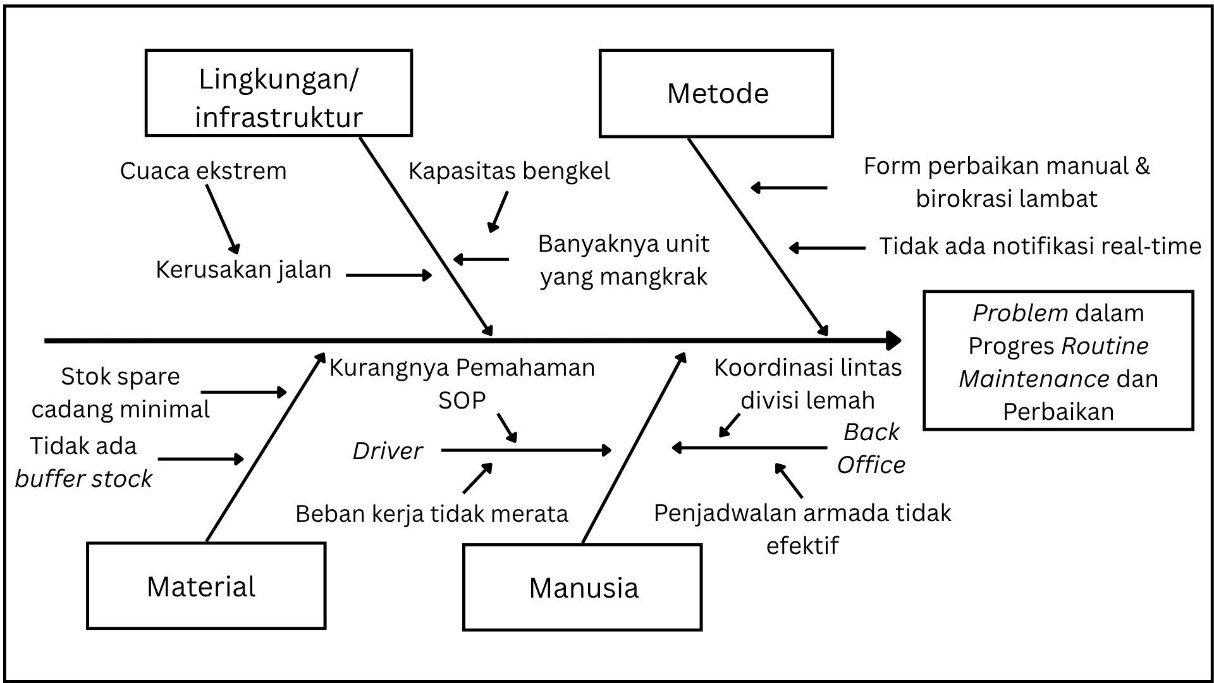 Lingkungan/
infrastruktur
Metode
Cuaca ekstrem
Kapasitas bengkel
Form perbaikan manual &
birokrasi lambat
Kerusakan jalan
Banyaknya unit
yang mangkrak
Tidak ada notifikasi real-time
Problem dalam
Progres Routine
Maintenance dan
Perbaikan
Stok spare
cadang minimal
Tidak ada
buffer stock
Kurangnya Pemahaman
SOP
Driver
Beban kerja tidak merata
Koordinasi lintas
divisi lemah
Back
Office
Penjadwalan armada tidak
efektif
Material
Manusia